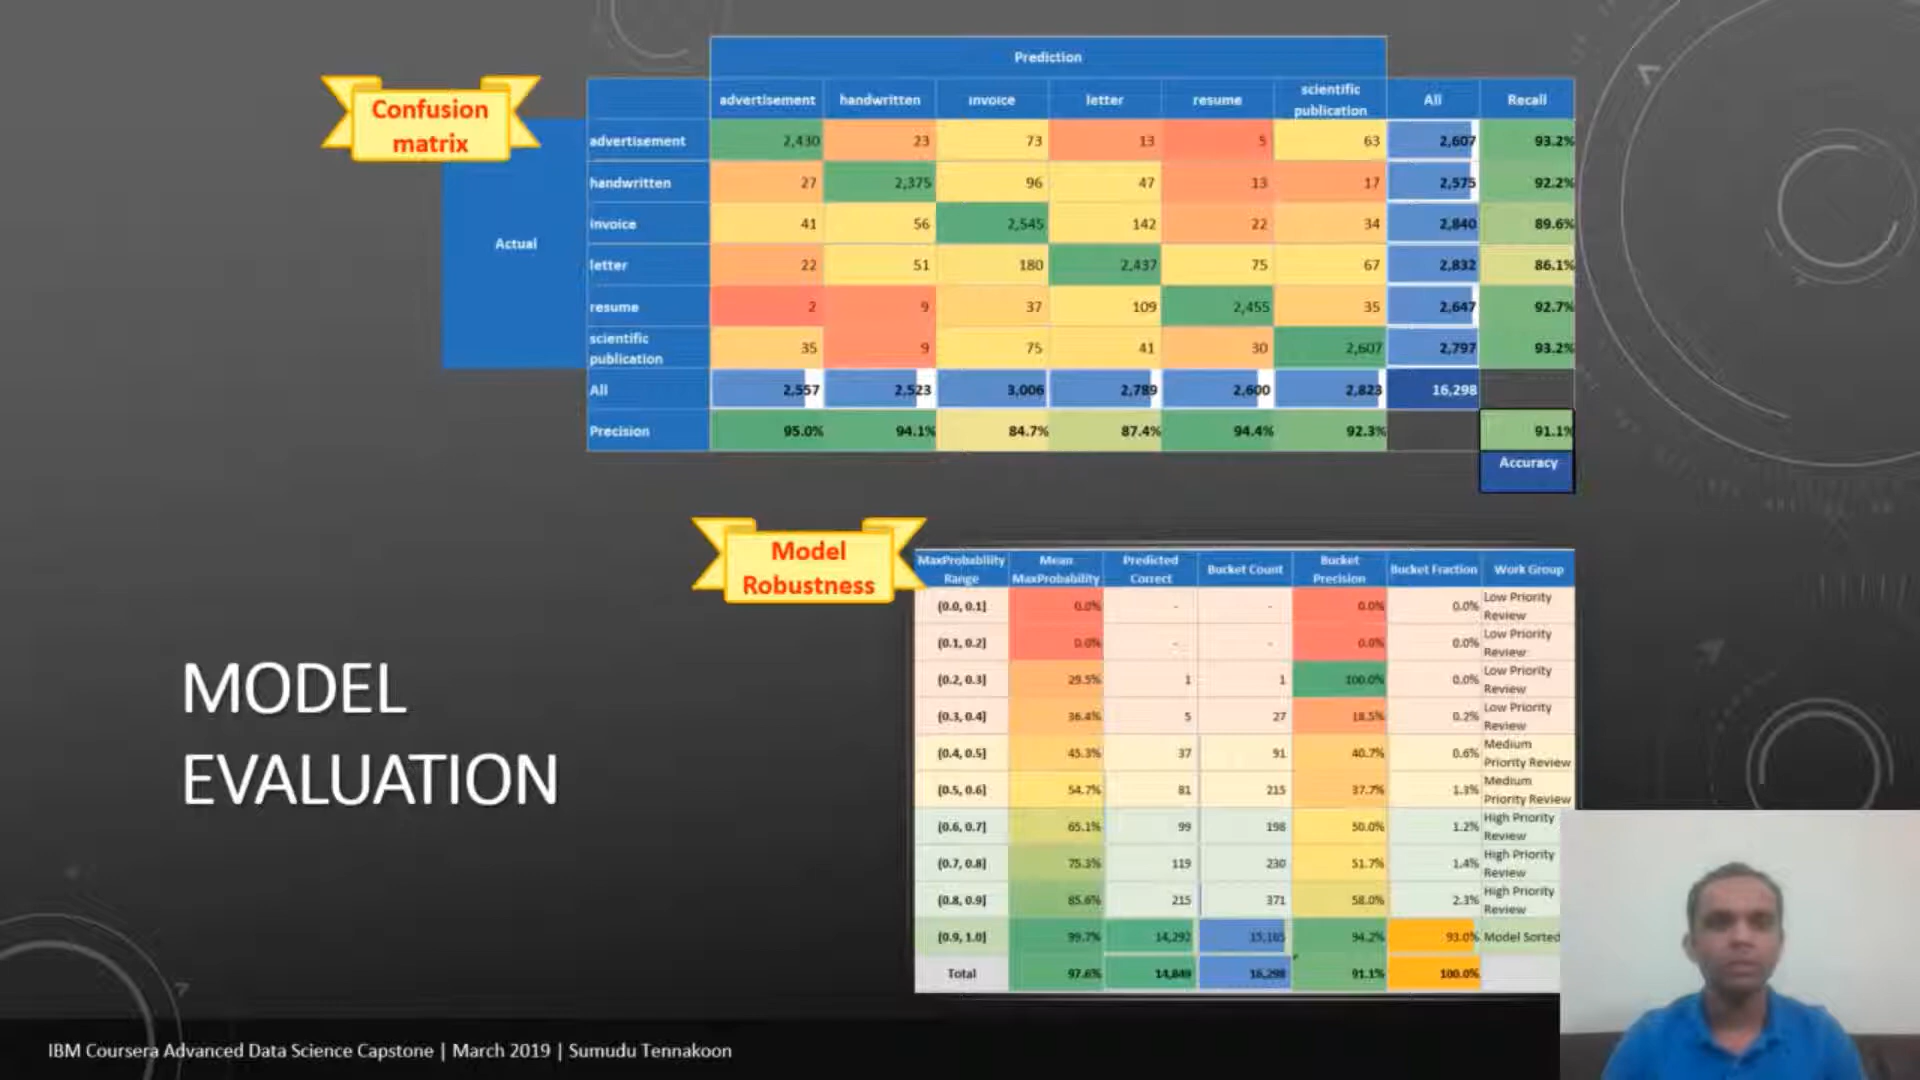 Confusion
matrix
Prediction
advertisement handwritten invoice letter resume scientific publication All Recall
Actual
advertisement 2,430 23 73 13 5 63 2,607 93.2%
handwritten 27 2,375 96 47 13 17 2,575 92.2%
invoice 41 56 2,545 142 22 34 2,840 89.6%
letter 22 51 180 2,437 75 67 2,832 86.1%
resume 2 9 37 109 2,455 35 2,647 92.7%
scientific publication 35 9 75 41 30 2,607 2,797 93.2%
All 2,557 2,523 3,006 2,789 2,600 2,823 16,298
Precision 95.0% 94.1% 84.7% 87.4% 94.4% 92.3% 91.1%
Accuracy
Model
Robustness
MaxProbability Range Mean MaxProbability Predicted Correct Bucket Count Bucket Precision Bucket Fraction Work Group
(0.0, 0.1] 0.0% - - 0.0% 0.0% Low Priority Review
(0.1, 0.2] 0.0% - - 0.0% 0.0% Low Priority Review
(0.2, 0.3] 29.5% 1 1 100.0% 0.0% Low Priority Review
(0.3, 0.4] 36.4% 5 27 18.5% 0.2% Low Priority Review
(0.4, 0.5] 45.3% 37 91 40.7% 0.6% Medium Priority Review
(0.5, 0.6] 54.7% 81 215 37.7% 1.3% Medium Priority Review
(0.6, 0.7] 65.1% 99 198 50.0% 1.2% High Priority Review
(0.7, 0.8] 75.3% 119 230 51.7% 1.4% High Priority Review
(0.8, 0.9] 85.6% 215 371 58.0% 2.3% High Priority Review
(0.9, 1.0] 99.7% 14,292 15,165 94.2% 93.0% Model Sorted
Total 97.6% 14,849 16,298 91.1% 100.0%
MODEL
EVALUATION
IBM Coursera Advanced Data Science Capstone | March 2019 | Sumudu Tennakoon